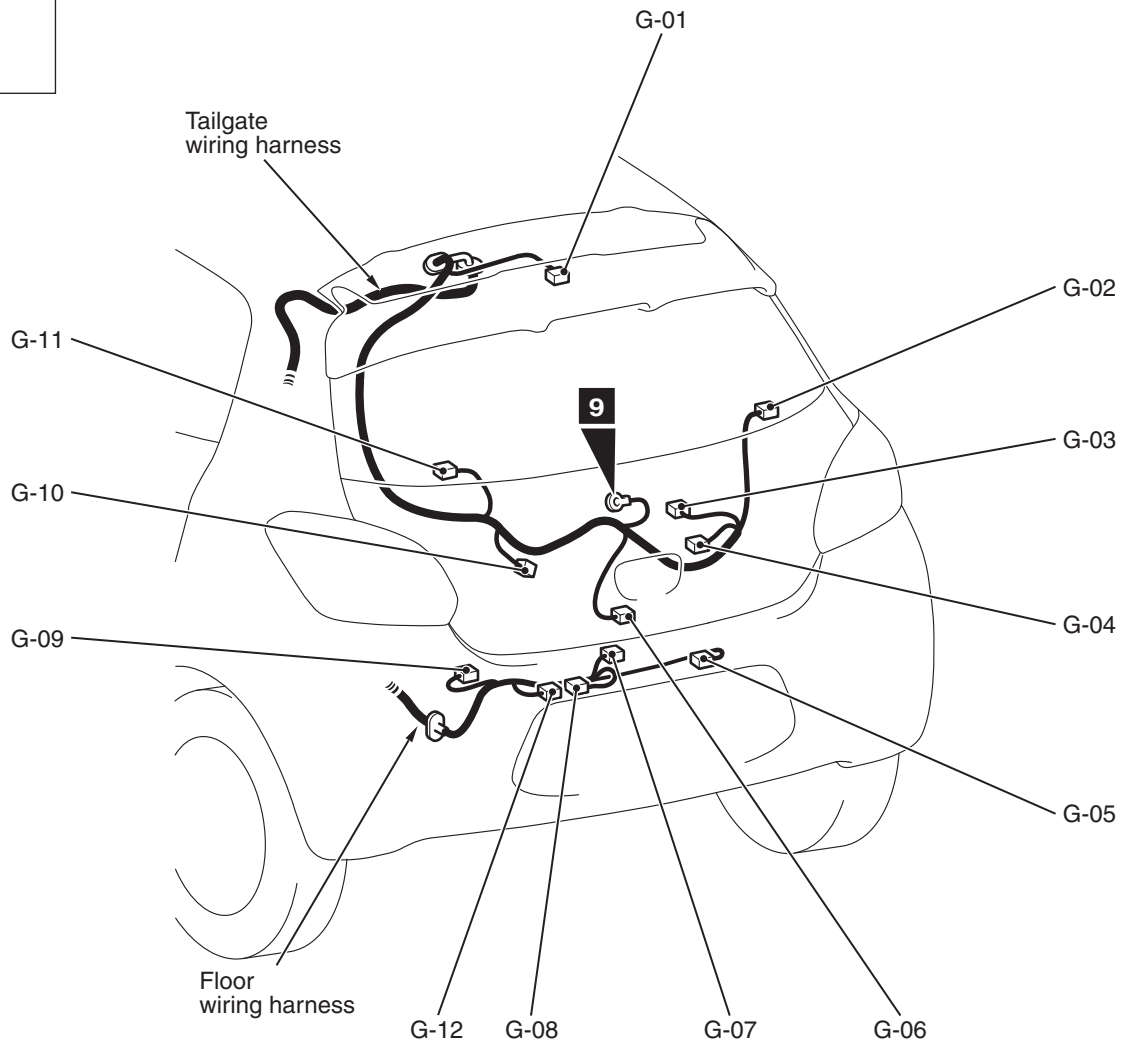 G-01
Tailgate
wiring harness
G-02
G-11
9
G-03
G-10
G-04
G-09
G-05
Floor
wiring harness
G-12
G-08
G-07
G-06